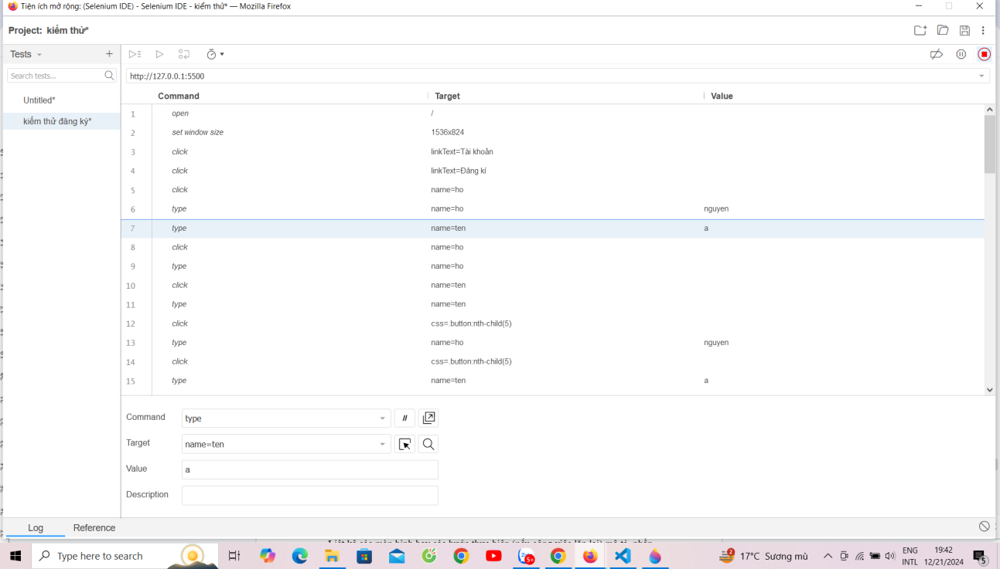 Tiện ích mở rộng: (Selenium IDE) - Selenium IDE - kiểm thử* — Mozilla Firefox
Project: kiểm thử*
Tests
Search tests...
http://127.0.0.1:5500
Untitled*
kiểm thử đăng ký*
Command Target Value
1 open /
2 set window size 1536x824
3 click linkText=Tài khoản
4 click linkText=Đăng kí
5 click name=ho
6 type name=ho nguyen
7 type name=ten a
8 click name=ho
9 type name=ho
10 click name=ten
11 type name=ten
12 click css=.button:nth-child(5)
13 type name=ho nguyen
14 click css=.button:nth-child(5)
15 type name=ten a
Command type //
Target name=ten
Value a
Description
Log Reference
Type here to search
5+
2
17°C Sương mù
ENG
INTL
19:42
12/21/2024
5